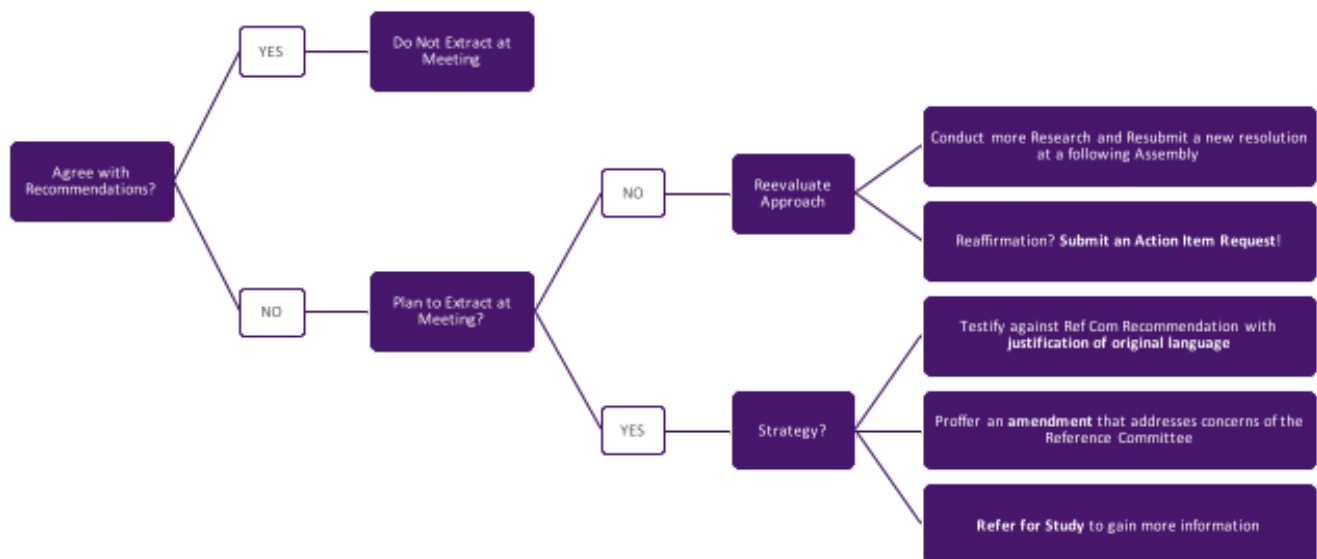 YES
Do Not Extract at
Meeting
Agree with
Recommendations?
NO
Plan to Extract at
Meeting?
NO
Reevaluate
Approach
Conduct more Research and Resubmit a new resolution
at a following Assembly
Reaffirmation? Submit an Action Item Request!
YES
Strategy?
Testify against Ref Com Recommendation with
justification of original language
Proffer an amendment that addresses concerns of the
Reference Committee
Refer for Study to gain more information